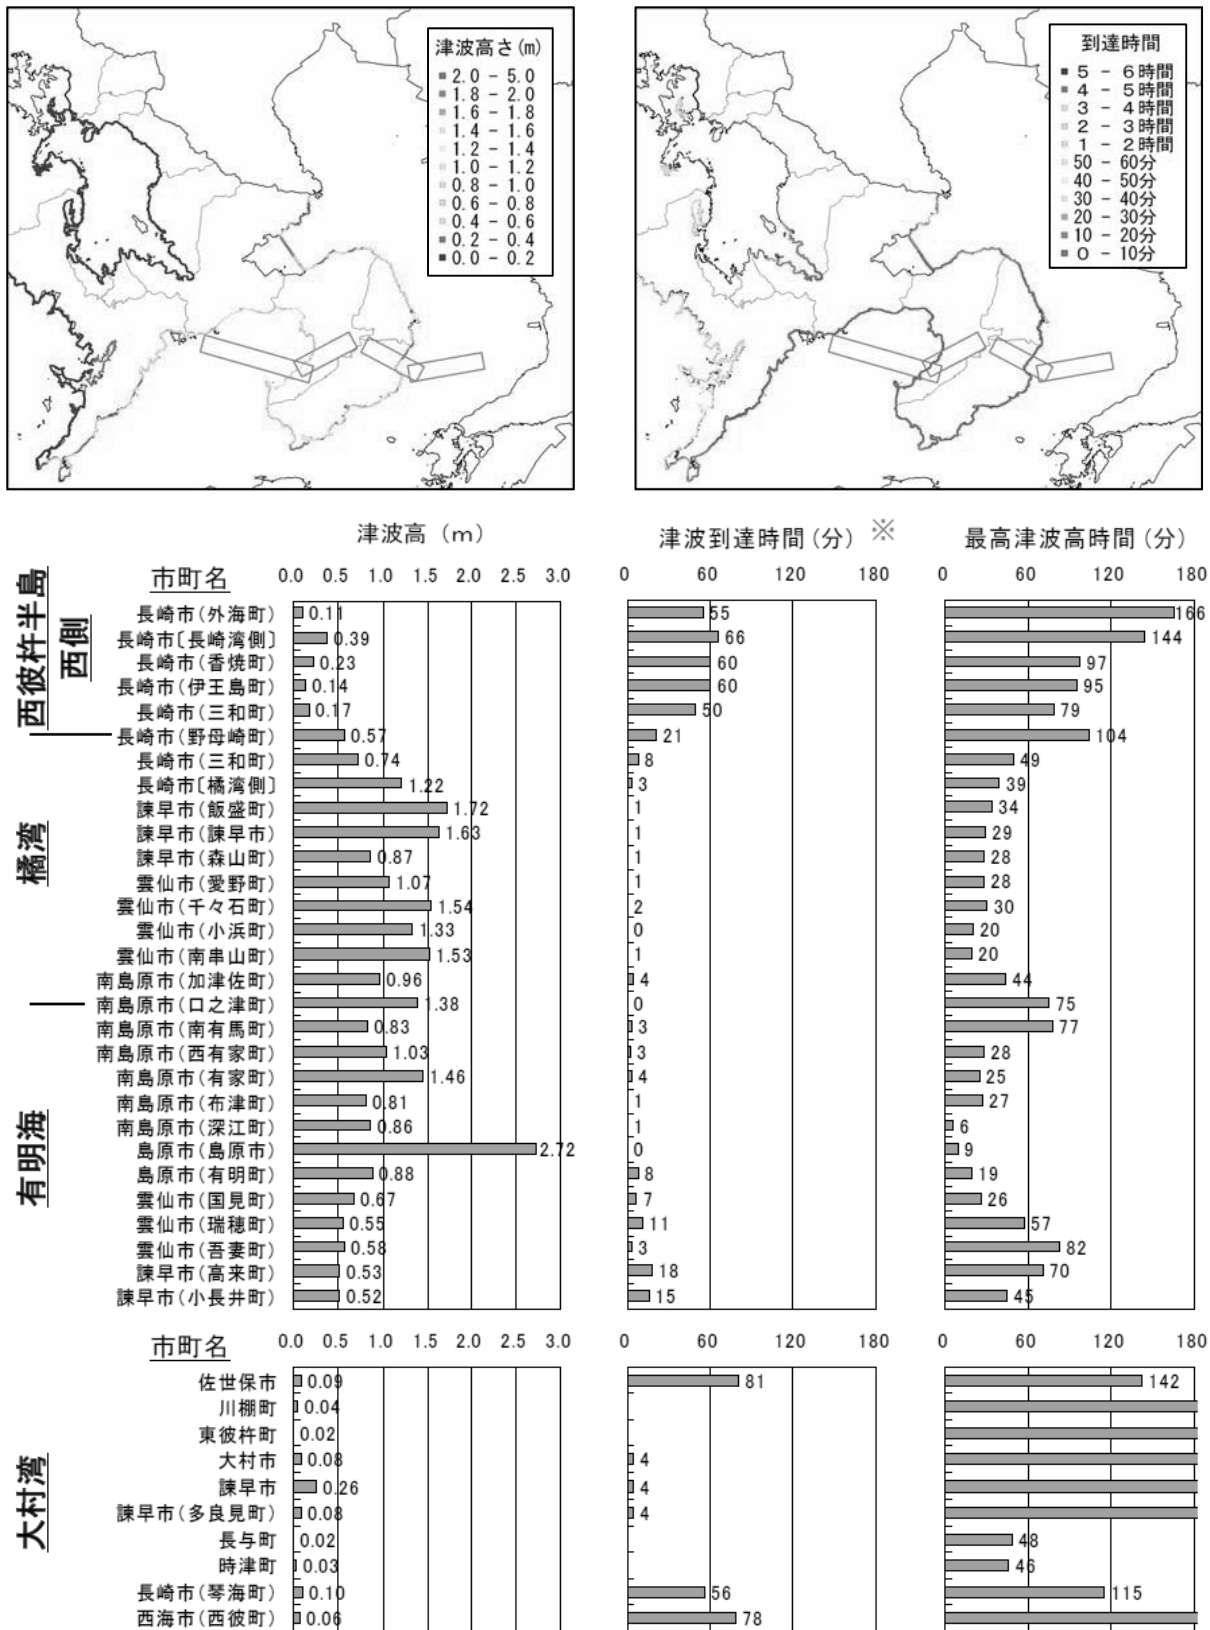 津波高さ(m)
2.0 - 5.0
1.8 - 2.0
1.6 - 1.8
1.4 - 1.6
1.2 - 1.4
1.0 - 1.2
0.8 - 1.0
0.6 - 0.8
0.4 - 0.6
0.2 - 0.4
0.0 - 0.2
到達時間
5 - 6時間
4 - 5時間
3 - 4時間
2 - 3時間
1 - 2時間
50 - 60分
40 - 50分
30 - 40分
20 - 30分
10 - 20分
0 - 10分
津波高 (m) 津波到達時間(分) ※ 最高津波高時間(分)
市町名 0.0 0.5 1.0 1.5 2.0 2.5 3.0 0 60 120 180 0 60 120 180
西彼杵半島
西側
長崎市(外海町) 0.11 55 166
長崎市〔長崎湾側〕 0.39 66 144
長崎市(香焼町) 0.23 60 97
長崎市(伊王島町) 0.14 60 95
長崎市(三和町) 0.17 50 79
長崎市(野母崎町) 0.57 21 104
橘湾
長崎市(三和町) 0.74 8 49
長崎市〔橘湾側〕 1.22 3 39
諫早市(飯盛町) 1.72 1 34
諫早市(諫早市) 1.63 1 29
諫早市(森山町) 0.87 1 28
雲仙市(愛野町) 1.07 1 28
雲仙市(千々石町) 1.54 2 30
雲仙市(小浜町) 1.33 0 20
雲仙市(南串山町) 1.53 1 20
南島原市(加津佐町) 0.96 4 44
南島原市(口之津町) 1.38 0 75
有明海
南島原市(南有馬町) 0.83 3 77
南島原市(西有家町) 1.03 3 28
南島原市(有家町) 1.46 4 25
南島原市(布津町) 0.81 1 27
南島原市(深江町) 0.86 1 6
島原市(島原市) 2.72 0 9
島原市(有明町) 0.88 8 19
雲仙市(国見町) 0.67 7 26
雲仙市(瑞穂町) 0.55 11 57
雲仙市(吾妻町) 0.58 3 82
諫早市(高来町) 0.53 18 70
諫早市(小長井町) 0.52 15 45
市町名 0.0 0.5 1.0 1.5 2.0 2.5 3.0 0 60 120 180 0 60 120 180
大村湾
佐世保市 0.09 81 142
川棚町 0.04
東彼杵町 0.02
大村市 0.08 4
諫早市 0.26 4
諫早市(多良見町) 0.08 4
長与町 0.02 48
時津町 0.03 46
長崎市(琴海町) 0.10 56 115
西海市(西彼町) 0.06 78